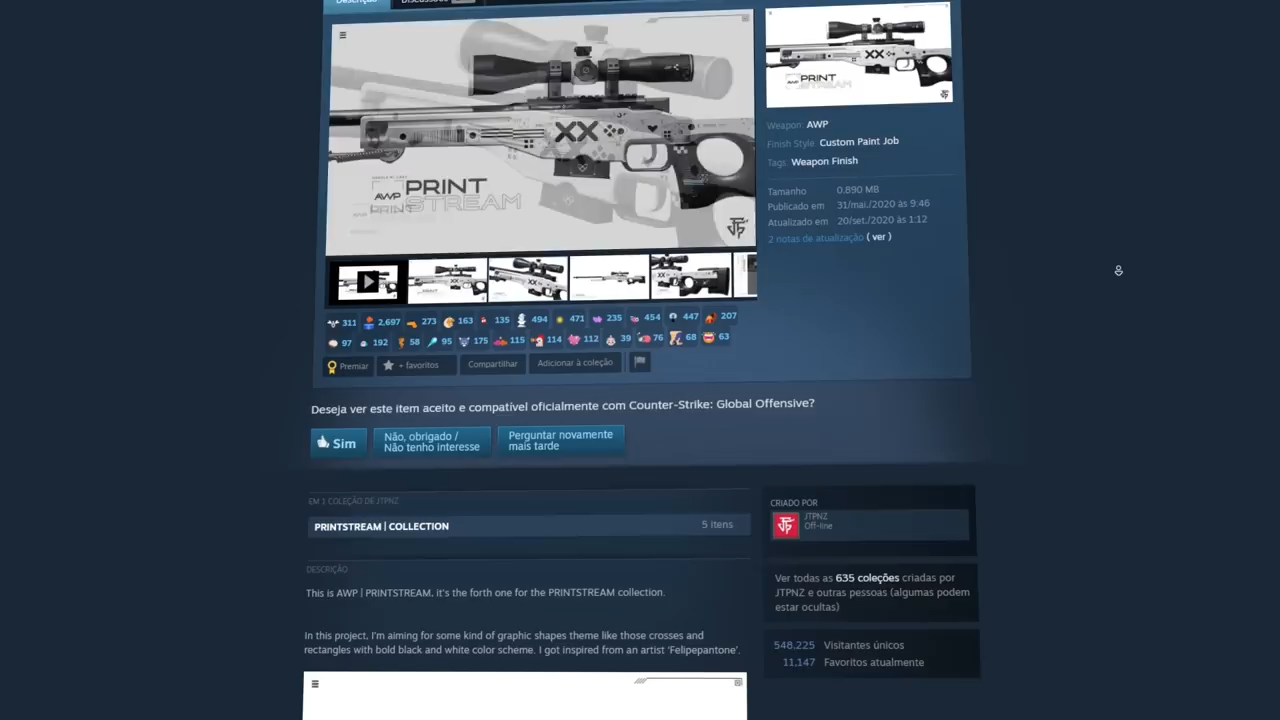 Descrição
Discussões
AWP PRINT
STREAM
XX
AWP PRINT
STREAM
XX
Weapon: AWP
Finish Style: Custom Paint Job
Tags: Weapon Finish
Tamanho 0.890 MB
Publicado em 31/mai./2020 às 9:46
Atualizado em 20/set./2020 às 1:12
2 notas de atualização ( ver )
311 2,697 273 163 135 494 471 235 454 447 207
97 192 58 95 175 115 114 112 39 76 68 63
Premiar + favoritos Compartilhar Adicionar à coleção
Deseja ver este item aceito e compatível oficialmente com Counter-Strike: Global Offensive?
Sim
Não, obrigado /
Não tenho interesse
Perguntar novamente
mais tarde
EM 1 COLEÇÃO DE JTPNZ
PRINTSTREAM | COLLECTION 5 itens
DESCRIÇÃO
This is AWP | PRINTSTREAM, it's the forth one for the PRINTSTREAM collection.
In this project, I'm aiming for some kind of graphic shapes theme like those crosses and
rectangles with bold black and white color scheme. I got inspired from an artist 'Felipepantone'.
CRIADO POR
JTPNZ
Off-line
Ver todas as 635 coleções criadas por
JTPNZ e outras pessoas (algumas podem
estar ocultas)
548,225 Visitantes únicos
11,147 Favoritos atualmente